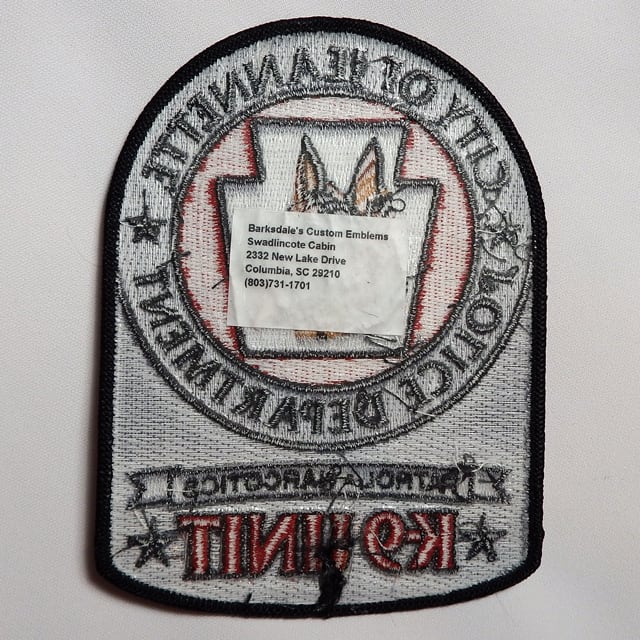 CITY OF JEANNETTE
POLICE DEPARTMENT
Barksdale's Custom Emblems
Swadlincote Cabin
2332 New Lake Drive
Columbia, SC 29210
(803)731-1701
PATROL-NARCOTICS
K-9 UNIT